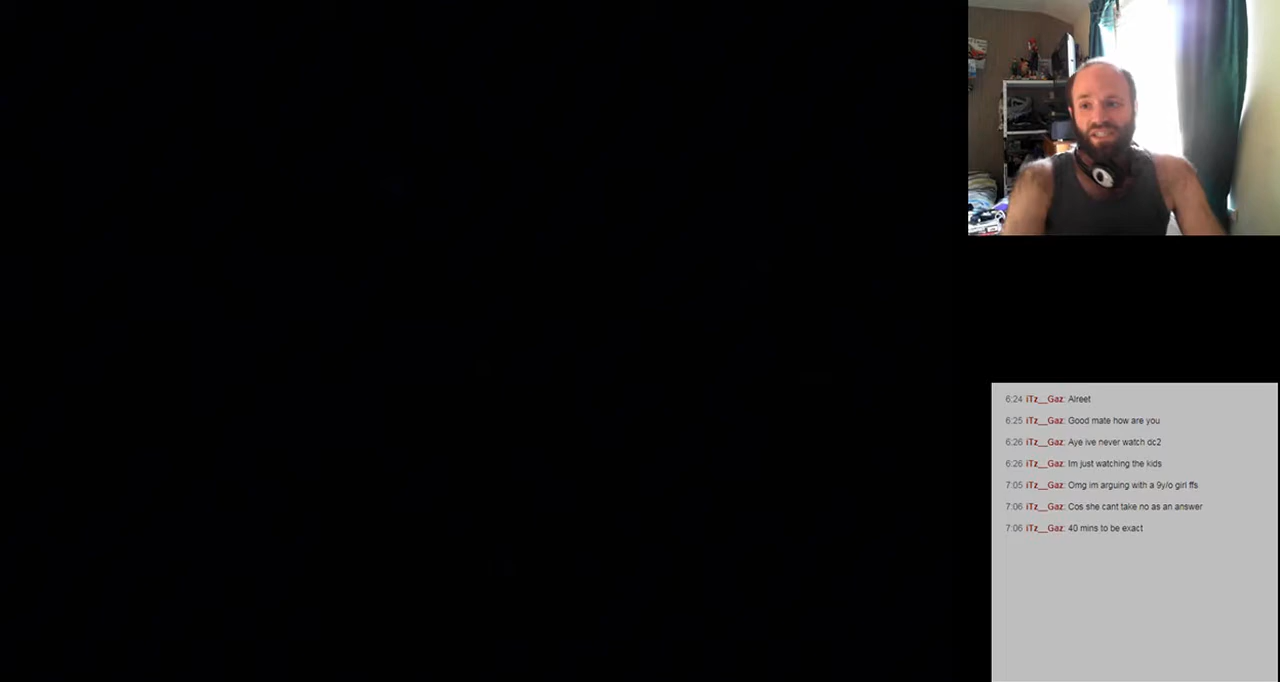 6:24 iTz__Gaz: Alreet
6:25 iTz__Gaz: Good mate how are you
6:26 iTz__Gaz: Aye ive never watch dc2
6:26 iTz__Gaz: Im just watching the kids
7:05 iTz__Gaz: Omg im arguing with a 9y/o girl ffs
7:06 iTz__Gaz: Cos she cant take no as an answer
7:06 iTz__Gaz: 40 mins to be exact